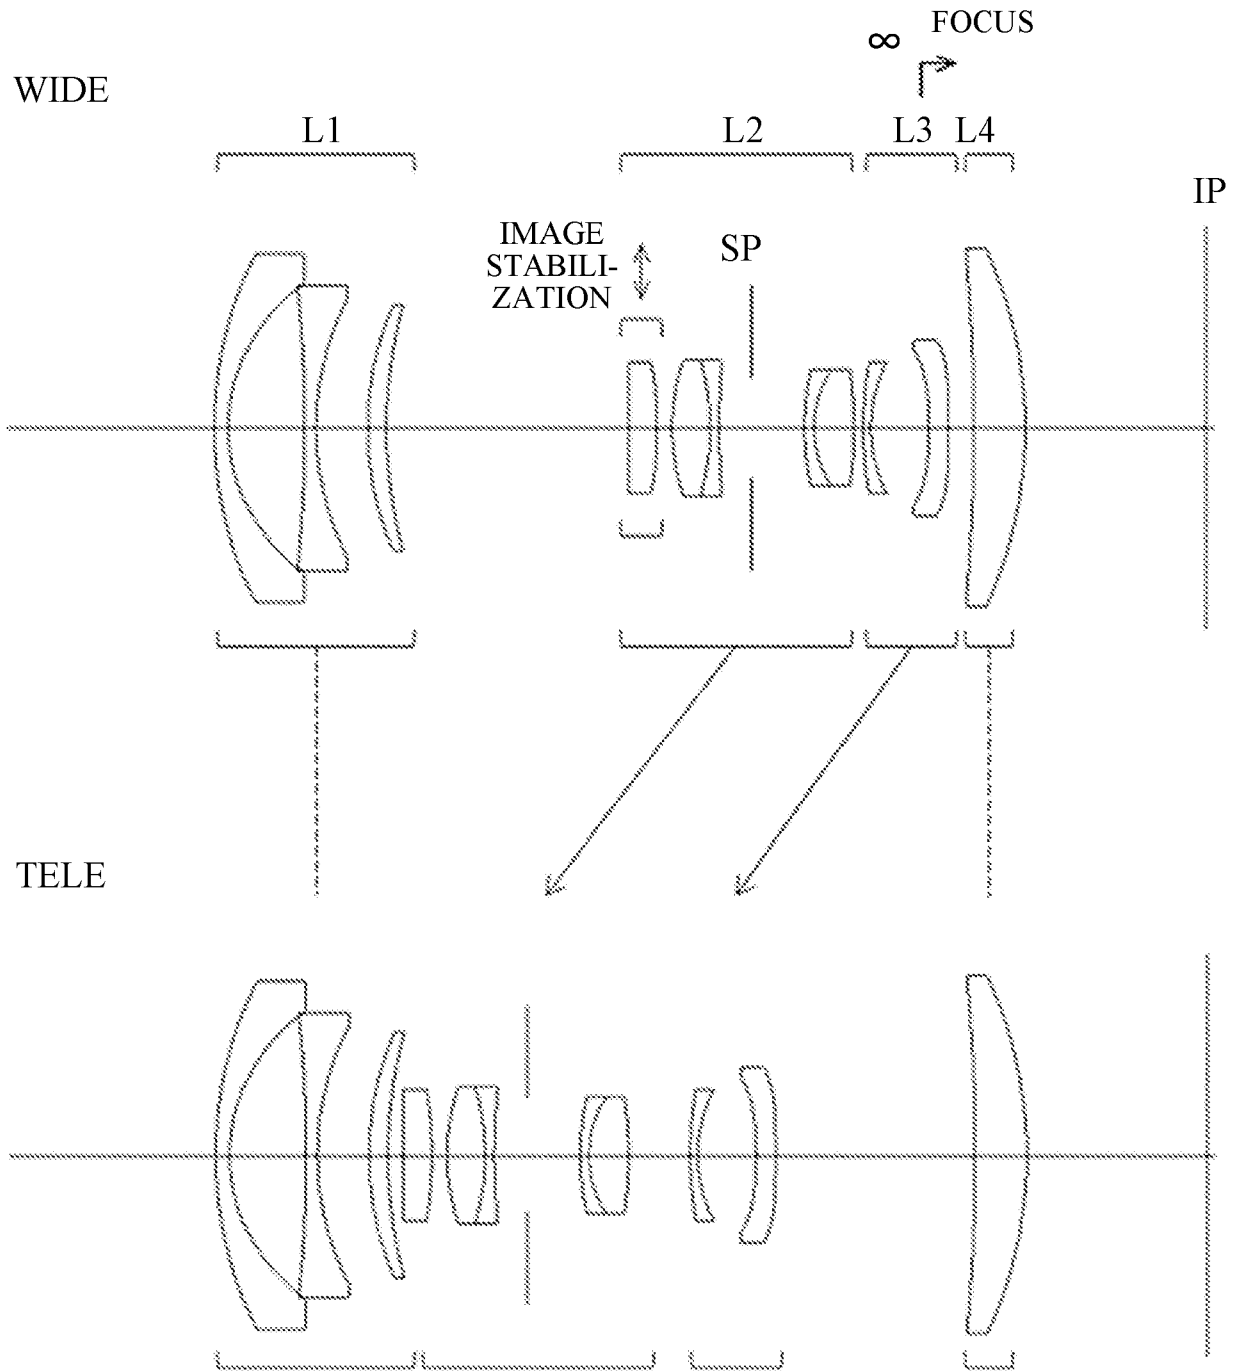 ∞ FOCUS
WIDE
L1 L2 L3 L4
IP
IMAGE
STABILI-
ZATION
SP
TELE